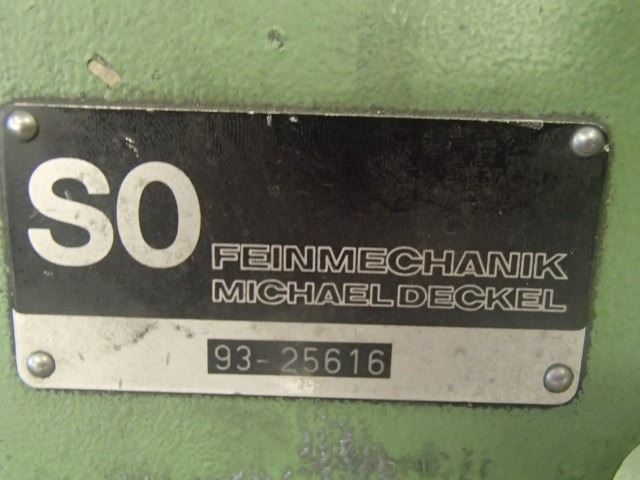 SO
FEINMECHANIK
MICHAEL DECKEL
93-25616